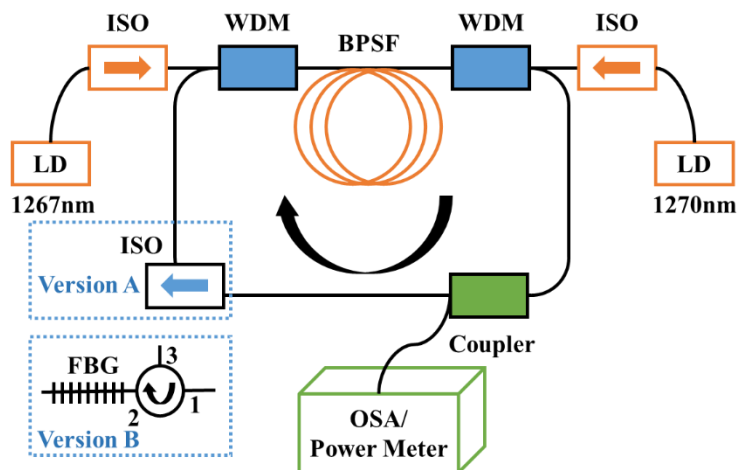 ISO
WDM
BPSF
WDM
ISO
LD
LD
1267nm
1270nm
ISO
Version A
Coupler
FBG
3
2
1
Version B
OSA/
Power Meter